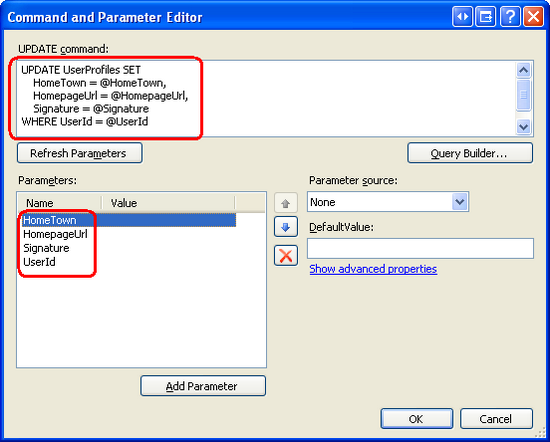 Command and Parameter Editor
UPDATE command:
UPDATE UserProfiles SET
HomeTown = @HomeTown,
HomepageUrl = @HomepageUrl,
Signature = @Signature
WHERE UserId = @UserId
Refresh Parameters
Query Builder...
Parameters:
Parameter source:
Name Value
None
HomeTown
DefaultValue:
HomepageUrl
Signature
UserId
Show advanced properties
Add Parameter
OK
Cancel